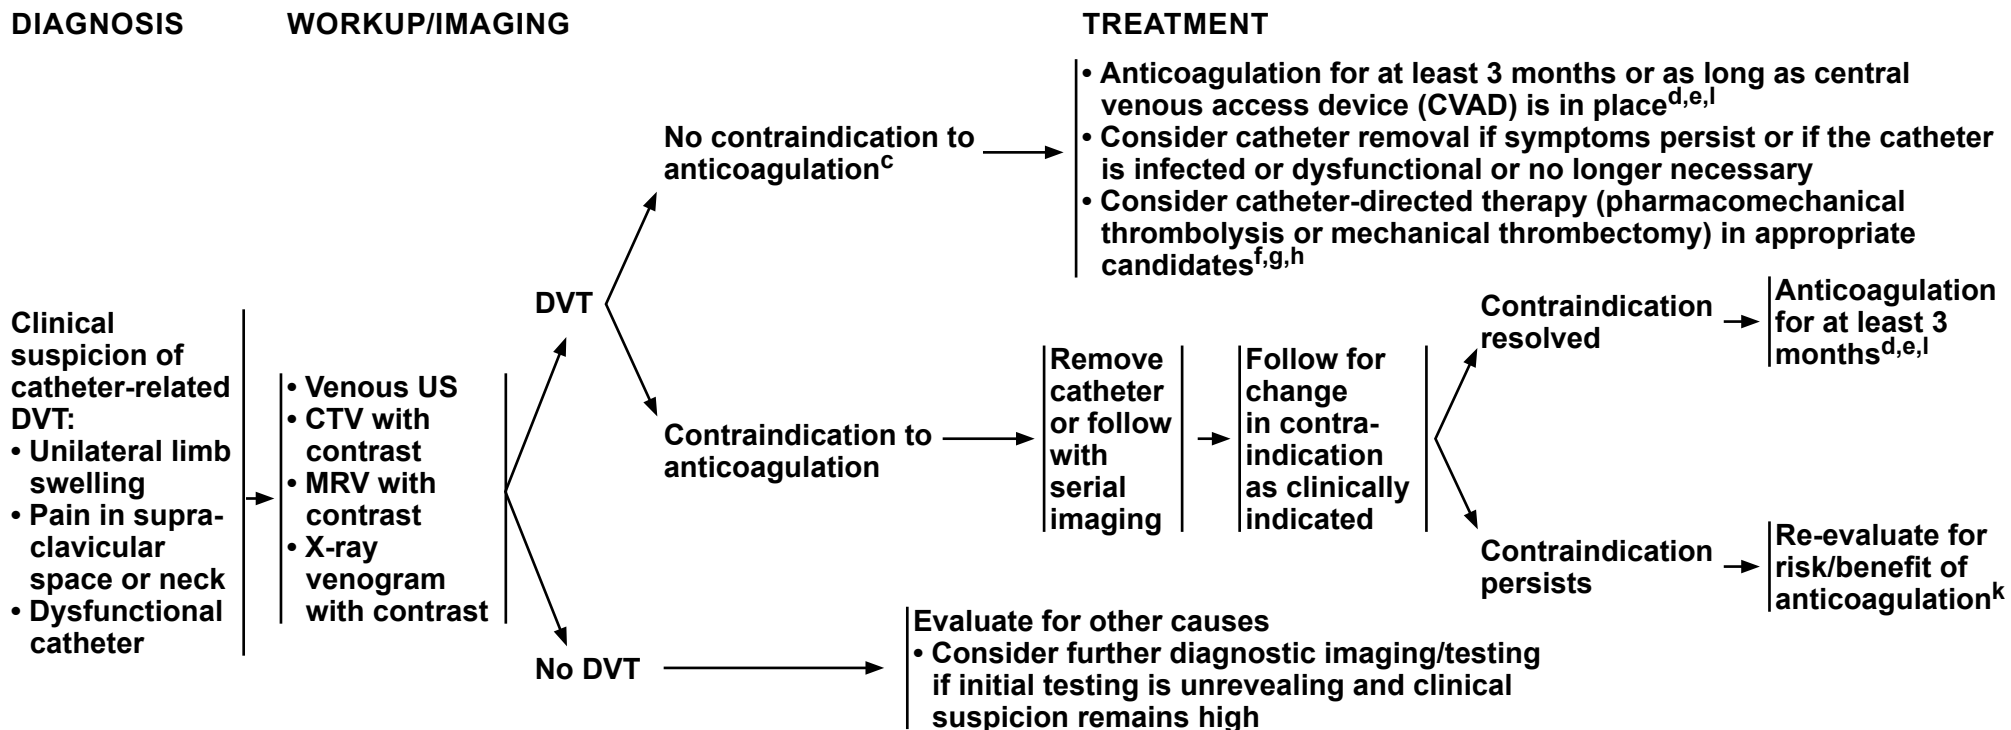 DIAGNOSIS
WORKUP/IMAGING
TREATMENT
Clinical
suspicion of
catheter-related
DVT:
• Unilateral limb
swelling
• Pain in supra-
clavicular
space or neck
• Dysfunctional
catheter
• Venous US
• CTV with
contrast
• MRV with
contrast
• X-ray
venogram
with contrast
DVT
No contraindication to
anticoagulationc
• Anticoagulation for at least 3 months or as long as central
venous access device (CVAD) is in placed,e,l
• Consider catheter removal if symptoms persist or if the catheter
is infected or dysfunctional or no longer necessary
• Consider catheter-directed therapy (pharmacomechanical
thrombolysis or mechanical thrombectomy) in appropriate
candidatesf,g,h
Contraindication to
anticoagulation
Remove
catheter
or follow
with
serial
imaging
Follow for
change
in contra-
indication
as clinically
indicated
Contraindication
resolved
Anticoagulation
for at least 3
monthsd,e,l
Contraindication
persists
Re-evaluate for
risk/benefit of
anticoagulationk
No DVT
Evaluate for other causes
• Consider further diagnostic imaging/testing
if initial testing is unrevealing and clinical
suspicion remains high